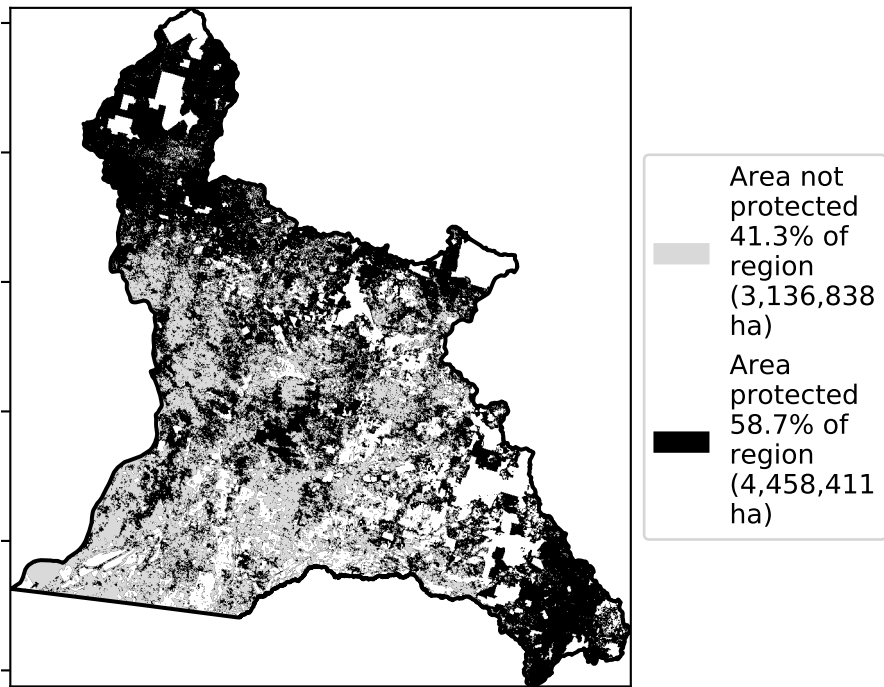 Area not
protected
41.3% of
region
(3,136,838
ha)
Area
protected
58.7% of
region
(4,458,411
ha)